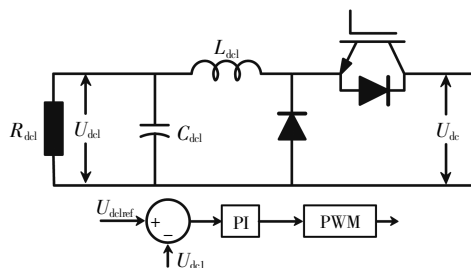 L_dcl
R_dcl
U_dcl
C_dcl
U_dc
U_dclref
+
−
PI
PWM
U_dcl